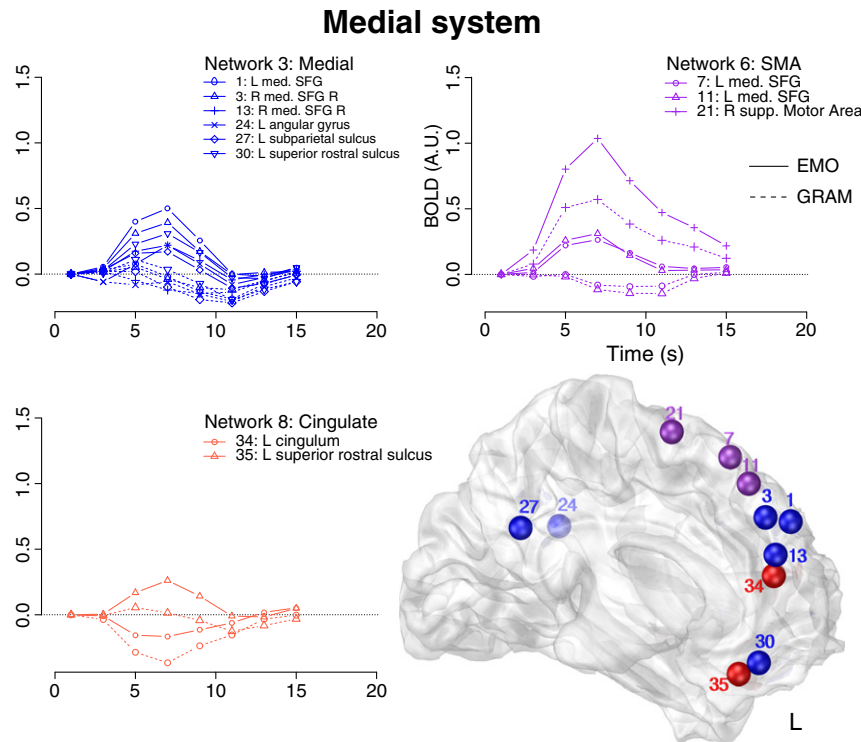 Medial system
Network 3: Medial
1: L med. SFG
3: R med. SFG R
13: R med. SFG R
24: L angular gyrus
27: L subparietal sulcus
30: L superior rostral sulcus
0.0 0.5 1.0 1.5
0 5 10 15 20
Network 6: SMA
7: L med. SFG
11: L med. SFG
21: R supp. Motor Area
EMO
GRAM
BOLD (A.U.)
0.0 0.5 1.0 1.5
0 5 10 15 20
Time (s)
Network 8: Cingulate
34: L cingulum
35: L superior rostral sulcus
0.0 0.5 1.0 1.5
0 5 10 15 20
21
7
11
3 1
27 24
13
34
30
35
L